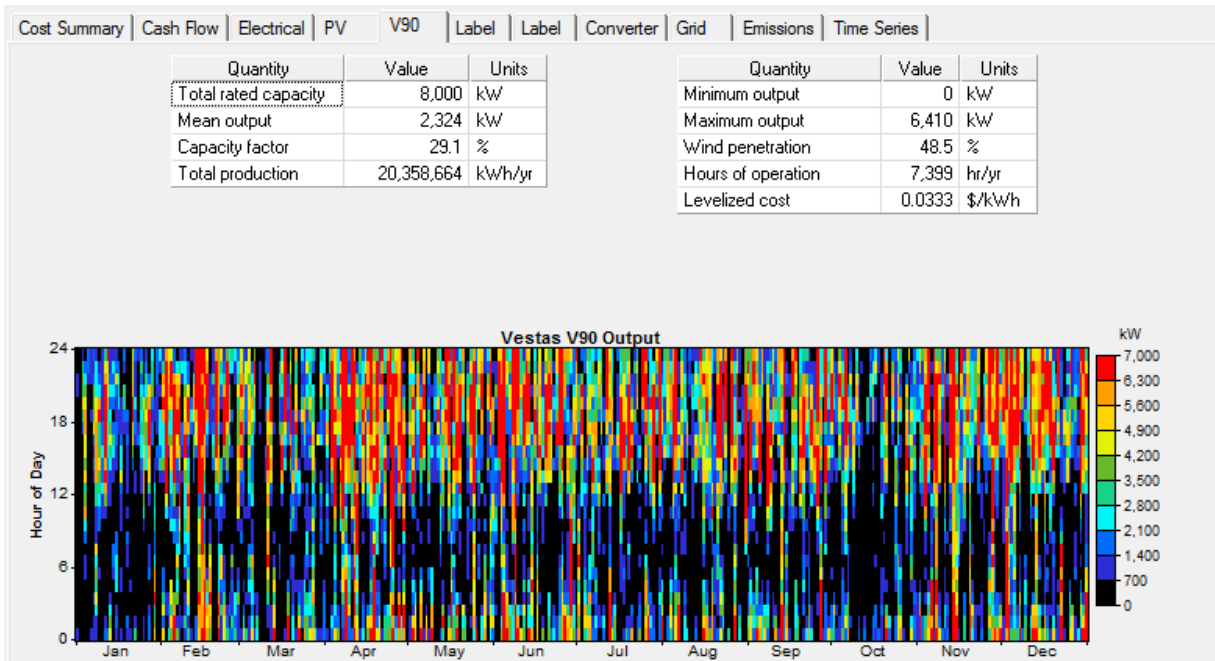 Cost Summary Cash Flow Electrical PV V90 Label Label Converter Grid Emissions Time Series
Quantity Value Units
Total rated capacity 8,000 kW
Mean output 2,324 kW
Capacity factor 29.1 %
Total production 20,358,664 kWh/yr
Quantity Value Units
Minimum output 0 kW
Maximum output 6,410 kW
Wind penetration 48.5 %
Hours of operation 7,399 hr/yr
Levelized cost 0.0333 $/kWh
Vestas V90 Output
Hour of Day
24
18
12
6
0
Jan Feb Mar Apr May Jun Jul Aug Sep Oct Nov Dec
kW
7,000
6,300
5,600
4,900
4,200
3,500
2,800
2,100
1,400
700
0